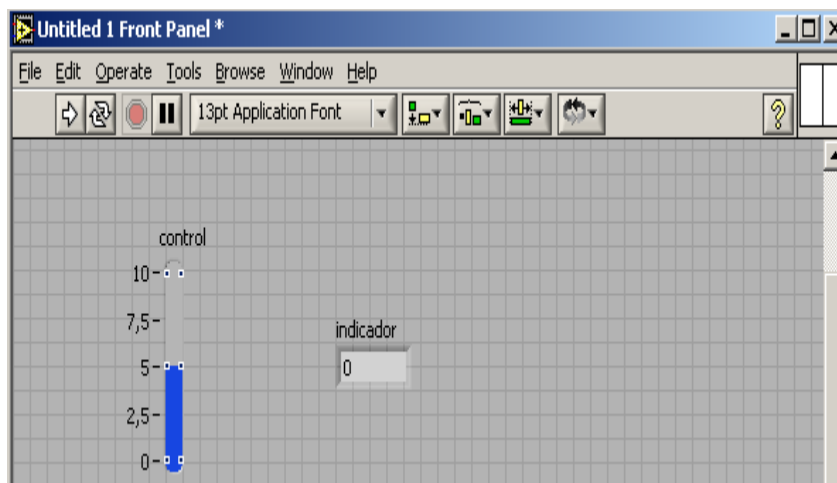 Untitled 1 Front Panel *
File Edit Operate Tools Browse Window Help
13pt Application Font
control
10
7,5
indicador
5
0
2,5
0